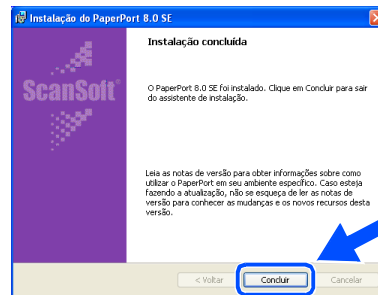 Instalação do PaperPort 8.0 SE
Instalação concluída
ScanSoft®
O PaperPort 8.0 SE foi instalado. Clique em Concluir para sair
do assistente de instalação.
Leia as notas de versão para obter informações sobre como
utilizar o PaperPort em seu ambiente específico. Caso esteja
fazendo a atualização, não se esqueça de ler as notas de
versão para conhecer as mudanças e os novos recursos desta
versão.
< Voltar Concluir Cancelar